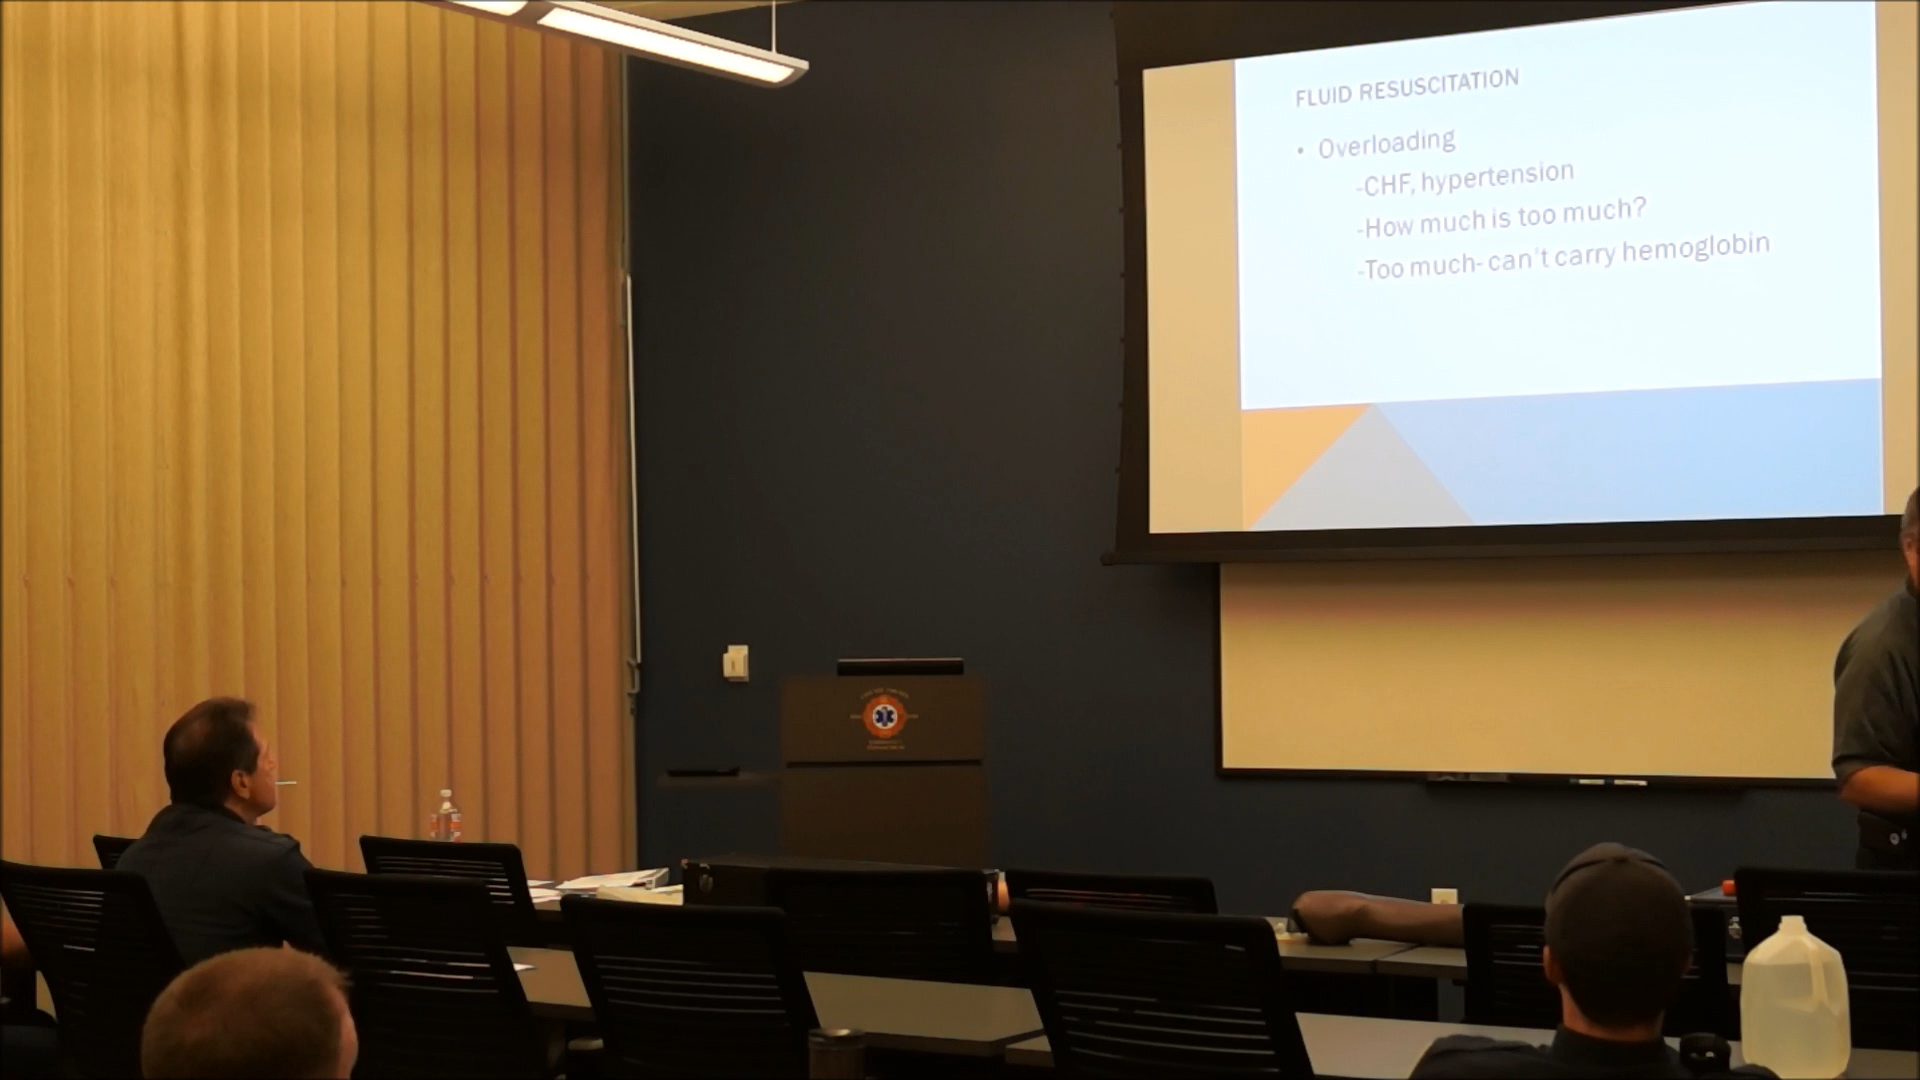 FLUID RESUSCITATION
• Overloading
-CHF, hypertension
-How much is too much?
-Too much- can't carry hemoglobin